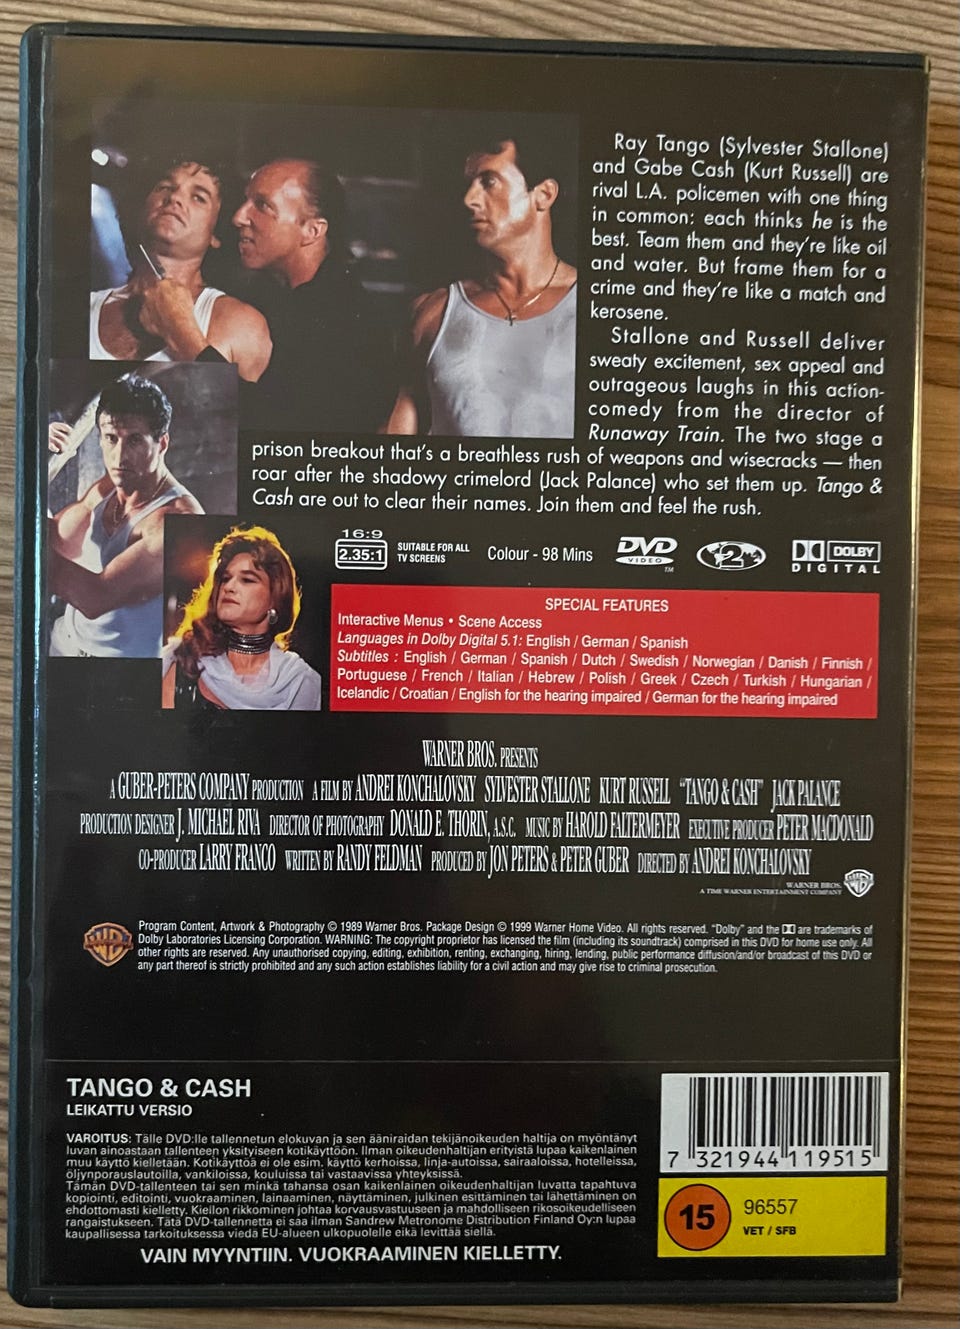 Ray Tango (Sylvester Stallone)
and Gabe Cash (Kurt Russell) are
rival L.A. policemen with one thing
in common: each thinks he is the
best. Team them and they're like oil
and water. But frame them for a
crime and they're like a match and
kerosene.
Stallone and Russell deliver
sweaty excitement, sex appeal and
outrageous laughs in this action-
comedy from the director of
Runaway Train. The two stage a
prison breakout that's a breathless rush of weapons and wisecracks — then
roar after the shadowy crimelord (Jack Palance) who set them up. Tango &
Cash are out to clear their names. Join them and feel the rush.
16:9
2.35:1
SUITABLE FOR ALL
TV SCREENS
Colour - 98 Mins
DVD
VIDEO
TM
2
DOLBY
DIGITAL
SPECIAL FEATURES
Interactive Menus • Scene Access
Languages in Dolby Digital 5.1: English / German / Spanish
Subtitles : English / German / Spanish / Dutch / Swedish / Norwegian / Danish / Finnish /
Portuguese / French / Italian / Hebrew / Polish / Greek / Czech / Turkish / Hungarian /
Icelandic / Croatian / English for the hearing impaired / German for the hearing impaired
WARNER BROS. PRESENTS
A GUBER-PETERS COMPANY PRODUCTION A FILM BY ANDREI KONCHALOVSKY SYLVESTER STALLONE KURT RUSSELL "TANGO & CASH" JACK PALANCE
PRODUCTION DESIGNER J. MICHAEL RIVA DIRECTOR OF PHOTOGRAPHY DONALD E. THORIN, A.S.C. MUSIC BY HAROLD FALTERMEYER EXECUTIVE PRODUCER PETER MACDONALD
CO-PRODUCER LARRY FRANCO WRITTEN BY RANDY FELDMAN PRODUCED BY JON PETERS & PETER GUBER DIRECTED BY ANDREI KONCHALOVSKY
WARNER BROS.
A TIME WARNER ENTERTAINMENT COMPANY
Program Content, Artwork & Photography © 1989 Warner Bros. Package Design © 1999 Warner Home Video. All rights reserved. "Dolby" and the DD are trademarks of
Dolby Laboratories Licensing Corporation. WARNING: The copyright proprietor has licensed the film (including its soundtrack) comprised in this DVD for home use only. All
other rights are reserved. Any unauthorised copying, editing, exhibition, renting, exchanging, hiring, lending, public performance diffusion/and/or broadcast of this DVD or
any part thereof is strictly prohibited and any such action establishes liability for a civil action and may give rise to criminal prosecution.
TANGO & CASH
LEIKATTU VERSIO
VAROITUS: Tälle DVD:lle tallennetun elokuvan ja sen ääniraidan tekijänoikeuden haltija on myöntänyt
luvan ainoastaan tallenteen yksityiseen kotikäyttöön. Ilman oikeudenhaltijan erityistä lupaa kaikenlainen
muu käyttö kielletään. Kotikäyttöä ei ole esim. käyttö kerhoissa, linja-autoissa, sairaaloissa, hotelleissa,
öljynporauslautoilla, vankiloissa, kouluissa tai vastaavissa yhteyksissä.
Tämän DVD-tallenteen tai sen minkä tahansa osan kaikenlainen oikeudenhaltijan luvatta tapahtuva
kopiointi, editointi, vuokraaminen, lainaaminen, näyttäminen, julkinen esittäminen tai lähettäminen on
ehdottomasti kielletty. Kiellon rikkominen johtaa korvausvastuuseen ja mahdolliseen rikosoikeudelliseen
rangaistukseen. Tätä DVD-tallennetta ei saa ilman Sandrew Metronome Distribution Finland Oy:n lupaa
kaupallisessa tarkoituksessa viedä EU-alueen ulkopuolelle eikä levittää siellä.
VAIN MYYNTIIN. VUOKRAAMINEN KIELLETTY.
7 321944 119515
15
96557
VET / SFB